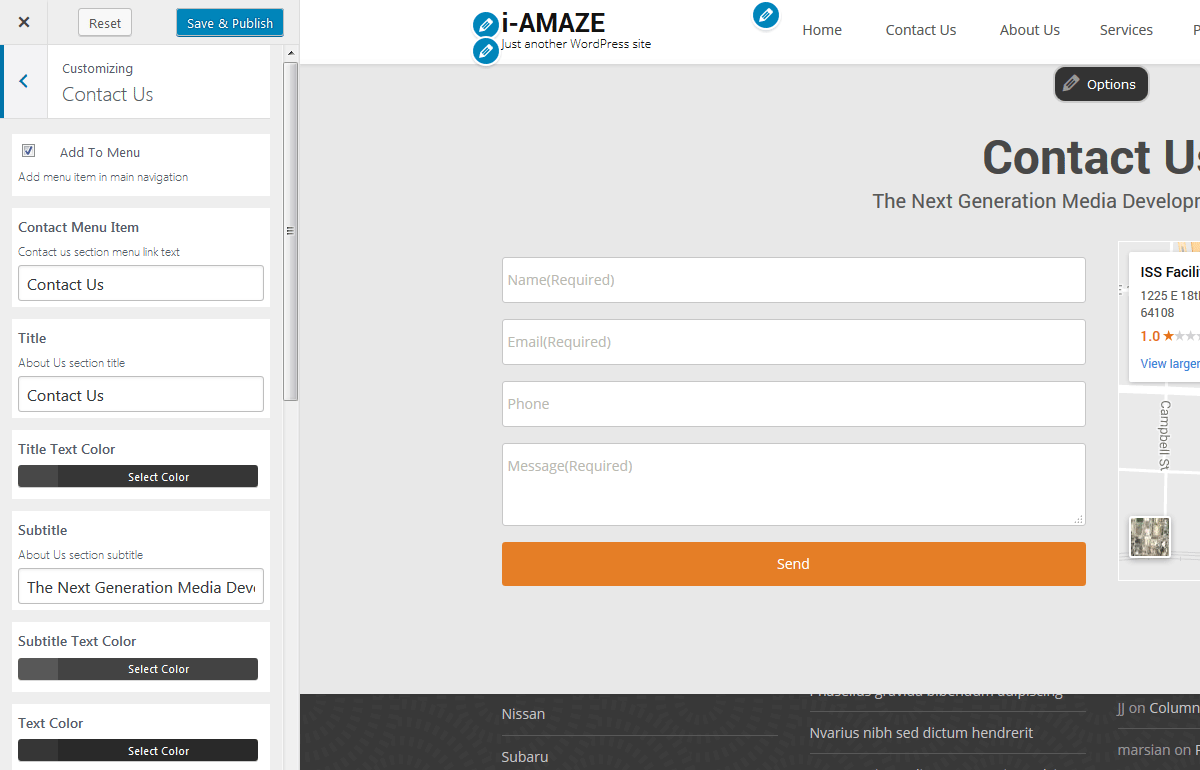 Reset
Save & Publish
Customizing
Contact Us
Add To Menu
Add menu item in main navigation
Contact Menu Item
Contact us section menu link text
Contact Us
Title
About Us section title
Contact Us
Title Text Color
Select Color
Subtitle
About Us section subtitle
The Next Generation Media Deve
Subtitle Text Color
Select Color
Text Color
Select Color
i-AMAZE
Just another WordPress site
Home
Contact Us
About Us
Services
P
Options
Contact Us
The Next Generation Media Develop
Name(Required)
Email(Required)
Phone
Message(Required)
Send
ISS Facili
1225 E 18th
64108
1.0
View larger
Campbell St
Nissan
Subaru
Phasellus gravida bibendum adipiscing
Nvarius nibh sed dictum hendrerit
JJ on Column
marsian on